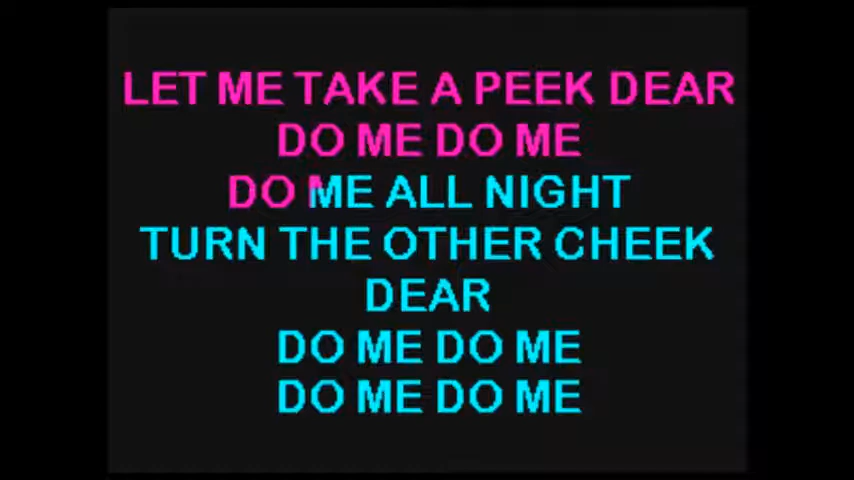 LET ME TAKE A PEEK DEAR
DO ME DO ME
DO ME ALL NIGHT
TURN THE OTHER CHEEK
DEAR
DO ME DO ME
DO ME DO ME